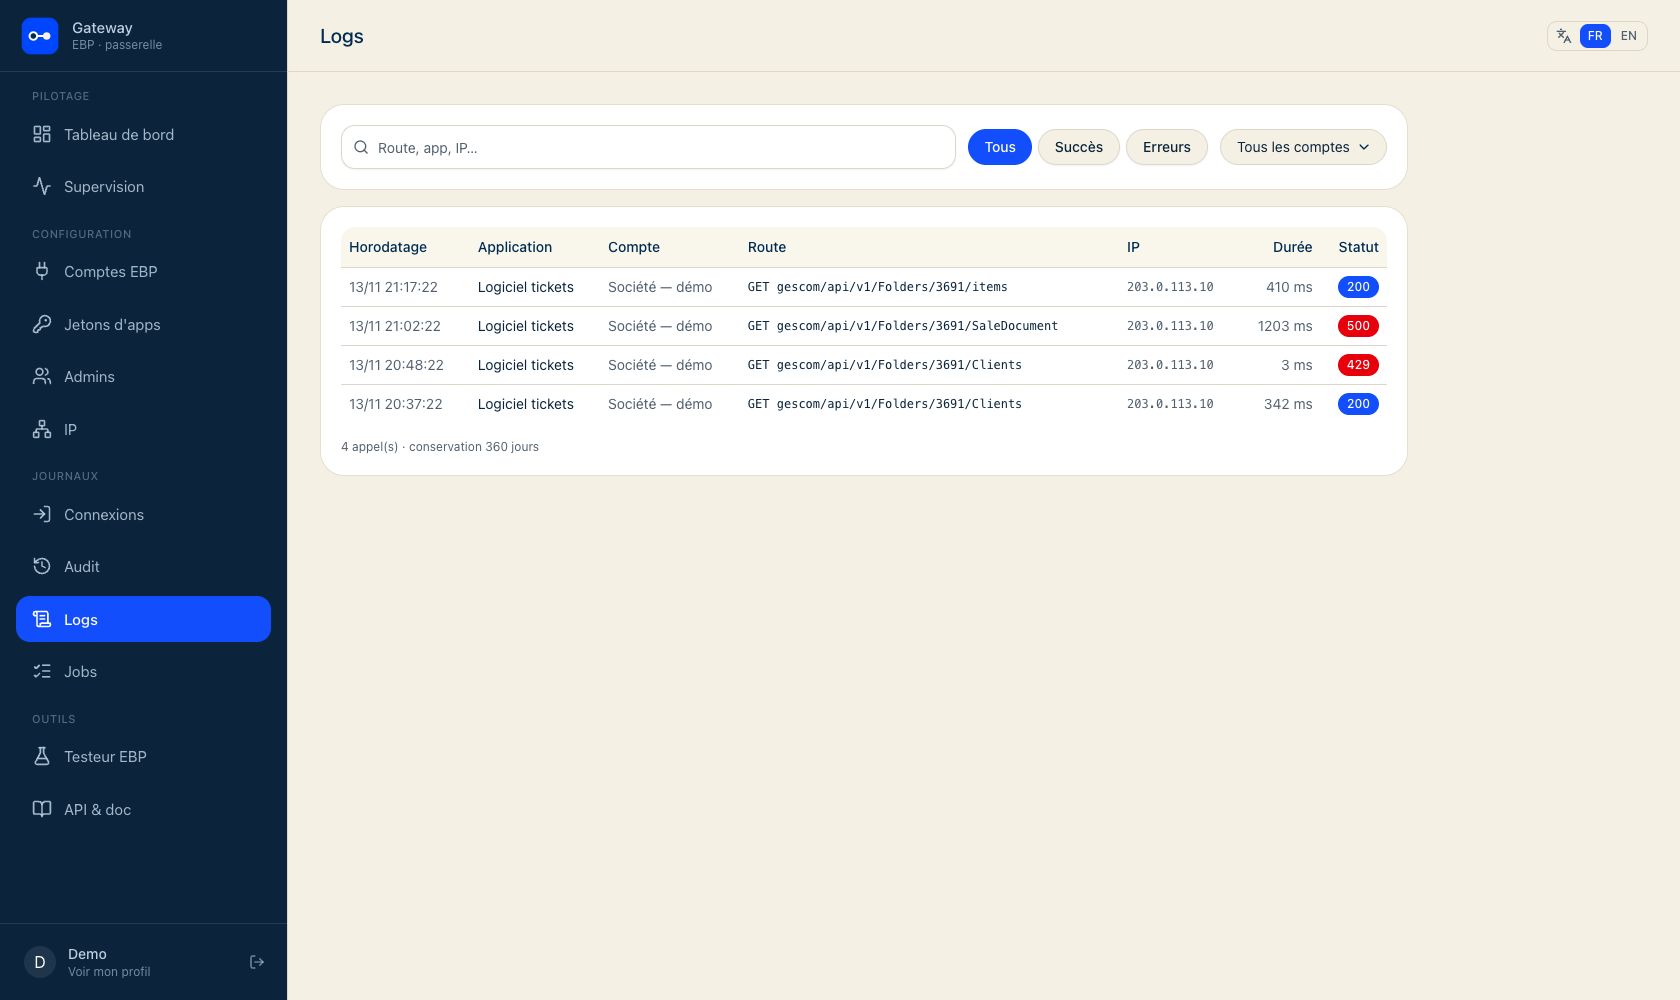 Gateway
EBP · passerelle
PILOTAGE
Tableau de bord
Supervision
CONFIGURATION
Comptes EBP
Jetons d'apps
Admins
IP
JOURNAUX
Connexions
Audit
Logs
Jobs
OUTILS
Testeur EBP
API & doc
D
Demo
Voir mon profil
Logs
FR EN
Route, app, IP...
Tous Succès Erreurs Tous les comptes
Horodatage Application Compte Route IP Durée Statut
13/11 21:17:22 Logiciel tickets Société — démo GET gescom/api/v1/Folders/3691/items 203.0.113.10 410 ms 200
13/11 21:02:22 Logiciel tickets Société — démo GET gescom/api/v1/Folders/3691/SaleDocument 203.0.113.10 1203 ms 500
13/11 20:48:22 Logiciel tickets Société — démo GET gescom/api/v1/Folders/3691/Clients 203.0.113.10 3 ms 429
13/11 20:37:22 Logiciel tickets Société — démo GET gescom/api/v1/Folders/3691/Clients 203.0.113.10 342 ms 200
4 appel(s) · conservation 360 jours